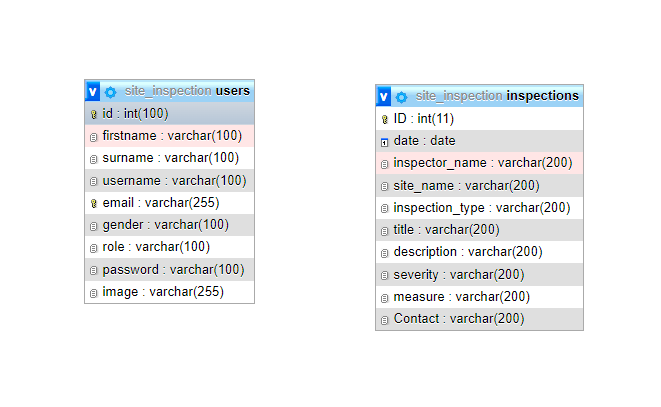 v site_inspection users
id : int(100)
firstname : varchar(100)
surname : varchar(100)
username : varchar(100)
email : varchar(255)
gender : varchar(100)
role : varchar(100)
password : varchar(100)
image : varchar(255)
v site_inspection inspections
ID : int(11)
date : date
inspector_name : varchar(200)
site_name : varchar(200)
inspection_type : varchar(200)
title : varchar(200)
description : varchar(200)
severity : varchar(200)
measure : varchar(200)
Contact : varchar(200)